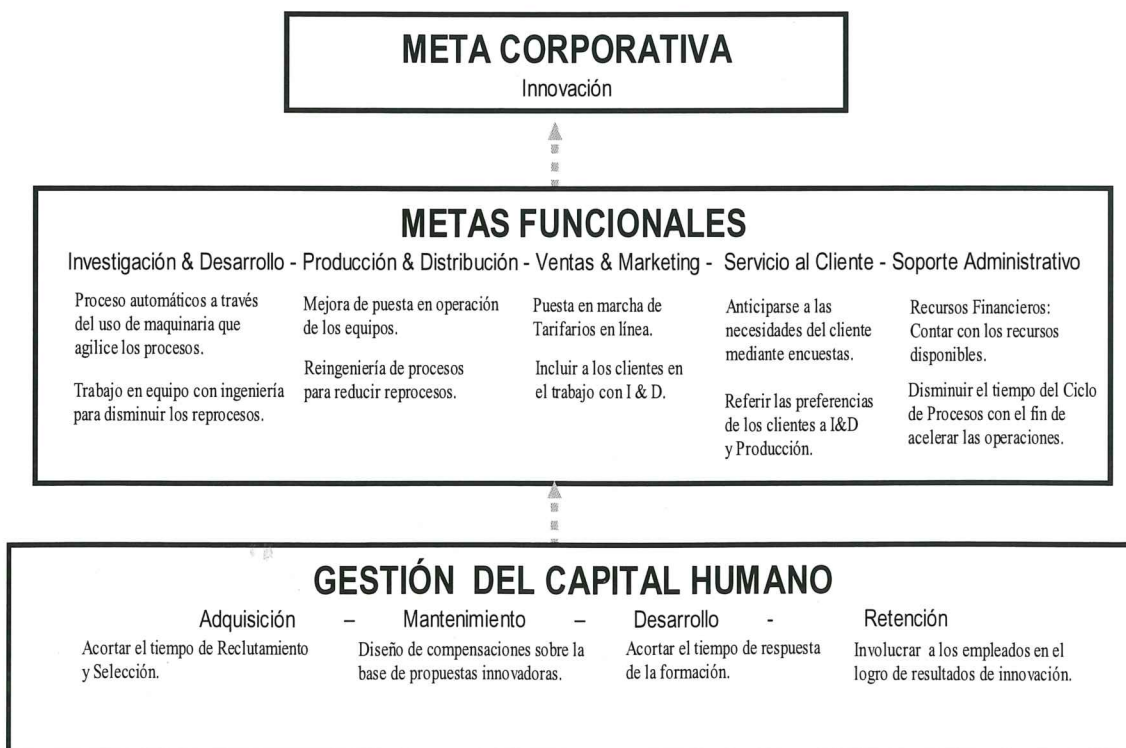 META CORPORATIVA
Innovación
METAS FUNCIONALES
Investigación & Desarrollo - Producción & Distribución - Ventas & Marketing - Servicio al Cliente - Soporte Administrativo
Proceso automáticos a través
del uso de maquinaria que
agilice los procesos.
Trabajo en equipo con ingeniería
para disminuir los reprocesos.
Mejora de puesta en operación
de los equipos.
Reingeniería de procesos
para reducir reprocesos.
Puesta en marcha de
Tarifarios en línea.
Incluir a los clientes en
el trabajo con I & D.
Anticiparse a las
necesidades del cliente
mediante encuestas.
Referir las preferencias
de los clientes a I&D
y Producción.
Recursos Financieros:
Contar con los recursos
disponibles.
Disminuir el tiempo del Ciclo
de Procesos con el fin de
acelerar las operaciones.
GESTIÓN DEL CAPITAL HUMANO
Adquisición – Mantenimiento – Desarrollo - Retención
Acortar el tiempo de Reclutamiento
y Selección.
Diseño de compensaciones sobre la
base de propuestas innovadoras.
Acortar el tiempo de respuesta
de la formación.
Involucrar a los empleados en el
logro de resultados de innovación.